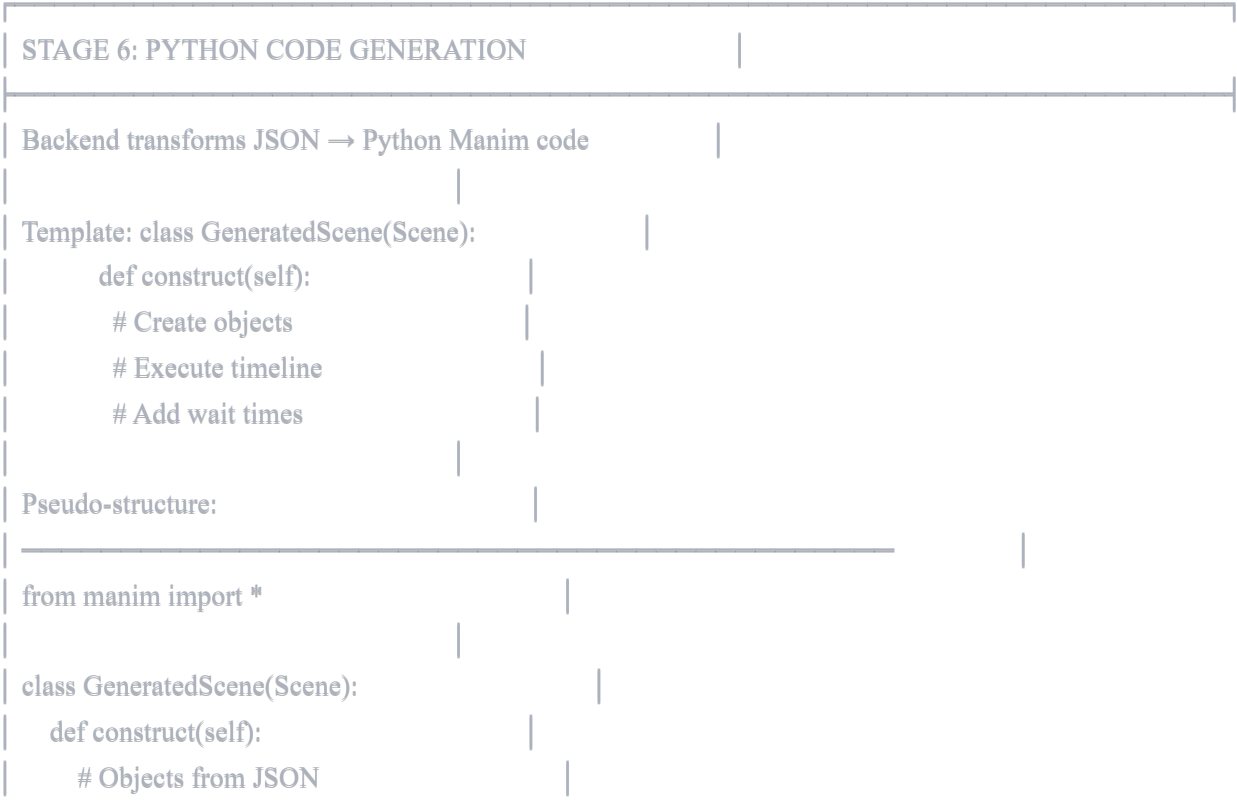 STAGE 6: PYTHON CODE GENERATION
Backend transforms JSON → Python Manim code
Template: class GeneratedScene(Scene):
def construct(self):
# Create objects
# Execute timeline
# Add wait times
Pseudo-structure:
from manim import *
class GeneratedScene(Scene):
def construct(self):
# Objects from JSON